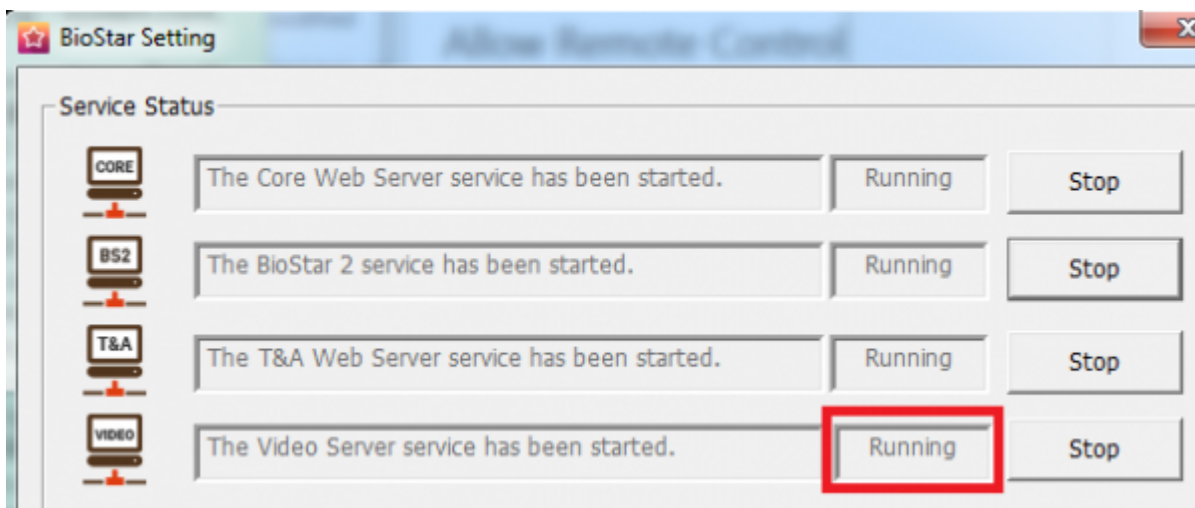 BioStar Setting
Allow Remote Control
Service Status
CORE
The Core Web Server service has been started.
Running
Stop
BS2
The BioStar 2 service has been started.
Running
Stop
T&A
The T&A Web Server service has been started.
Running
Stop
VIDEO
The Video Server service has been started.
Running
Stop